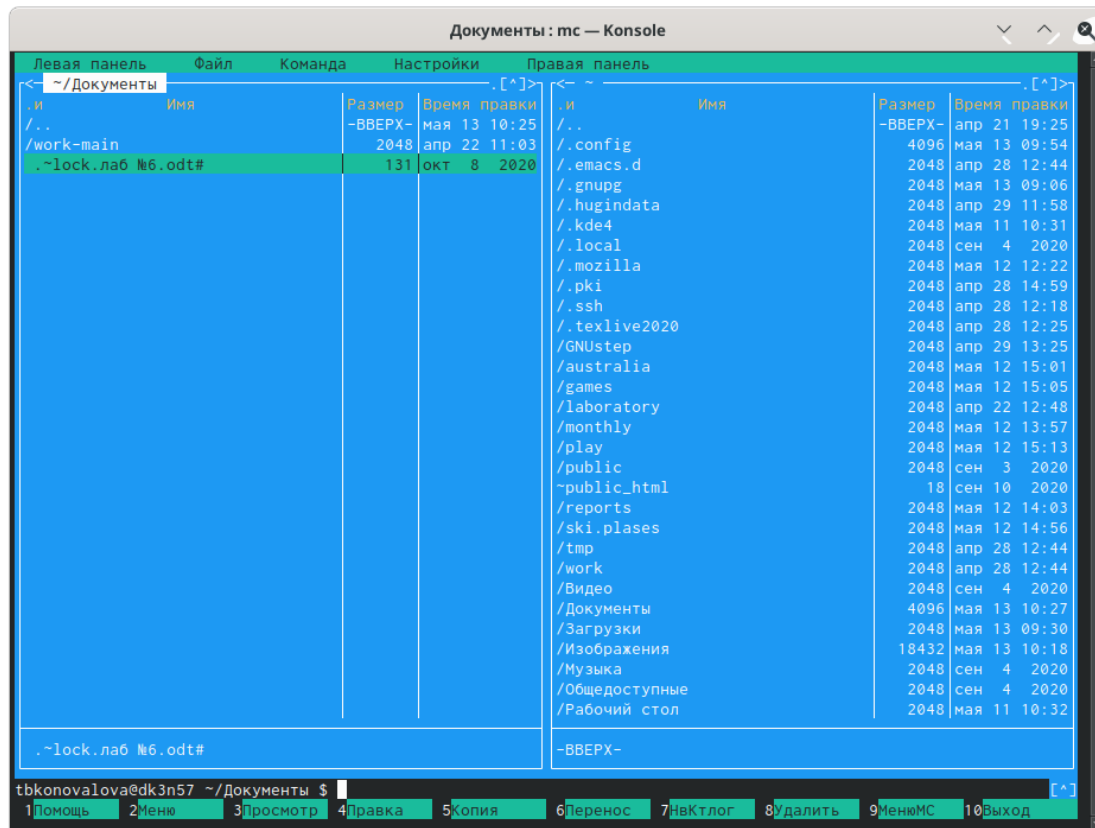 Документы : mc — Konsole
Левая панель Файл Команда Настройки Правая панель
<— ~/Документы .[^]>
.и Имя Размер Время правки
/.. -ВВЕРХ- мая 13 10:25
/work-main 2048 апр 22 11:03
.~lock.лаб №6.odt# 131 окт 8 2020
.~lock.лаб №6.odt#
<— ~ .[^]>
.и Имя Размер Время правки
/.. -ВВЕРХ- апр 21 19:25
/.config 4096 мая 13 09:54
/.emacs.d 2048 апр 28 12:44
/.gnupg 2048 мая 13 09:06
/.hugindata 2048 апр 29 11:58
/.kde4 2048 мая 11 10:31
/.local 2048 сен 4 2020
/.mozilla 2048 мая 12 12:22
/.pki 2048 апр 28 14:59
/.ssh 2048 апр 28 12:18
/.texlive2020 2048 апр 28 12:25
/GNUstep 2048 апр 29 13:25
/australia 2048 мая 12 15:01
/games 2048 мая 12 15:05
/laboratory 2048 апр 22 12:48
/monthly 2048 мая 12 13:57
/play 2048 мая 12 15:13
/public 2048 сен 3 2020
~public_html 18 сен 10 2020
/reports 2048 мая 12 14:03
/ski.plases 2048 мая 12 14:56
/tmp 2048 апр 28 12:44
/work 2048 апр 28 12:44
/Видео 2048 сен 4 2020
/Документы 4096 мая 13 10:27
/Загрузки 2048 мая 13 09:30
/Изображения 18432 мая 13 10:18
/Музыка 2048 сен 4 2020
/Общедоступные 2048 сен 4 2020
/Рабочий стол 2048 мая 11 10:32
-ВВЕРХ-
tbkonovalova@dk3n57 ~/Документы $ [^]
1Помощь 2Меню 3Просмотр 4Правка 5Копия 6Перенос 7НвКтлог 8Удалить 9МенюMC 10Выход